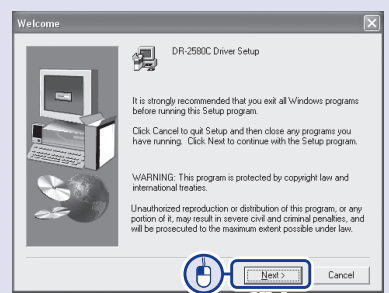 Welcome
DR-2580C Driver Setup
It is strongly recommended that you exit all Windows programs
before running this Setup program.
Click Cancel to quit Setup and then close any programs you
have running. Click Next to continue with the Setup program.
WARNING: This program is protected by copyright law and
international treaties.
Unauthorized reproduction or distribution of this program, or any
portion of it, may result in severe civil and criminal penalties, and
will be prosecuted to the maximum extent possible under law.
Next >
Cancel